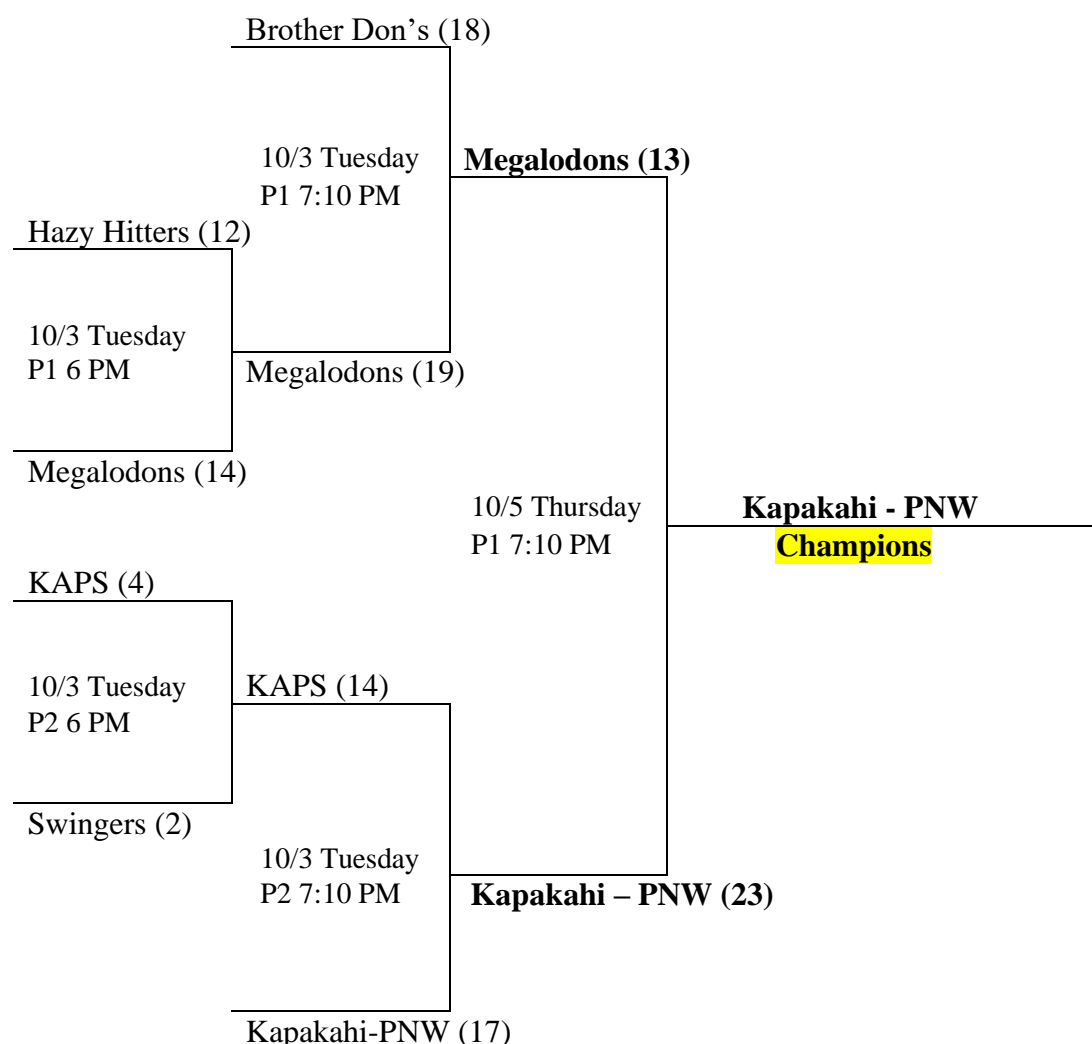 Brother Don’s (18)
10/3 Tuesday
P1 7:10 PM
Megalodons (13)
Hazy Hitters (12)
10/3 Tuesday
P1 6 PM
Megalodons (19)
Megalodons (14)
10/5 Thursday
P1 7:10 PM
Kapakahi - PNW
Champions
KAPS (4)
10/3 Tuesday
P2 6 PM
KAPS (14)
Swingers (2)
10/3 Tuesday
P2 7:10 PM
Kapakahi – PNW (23)
Kapakahi-PNW (17)